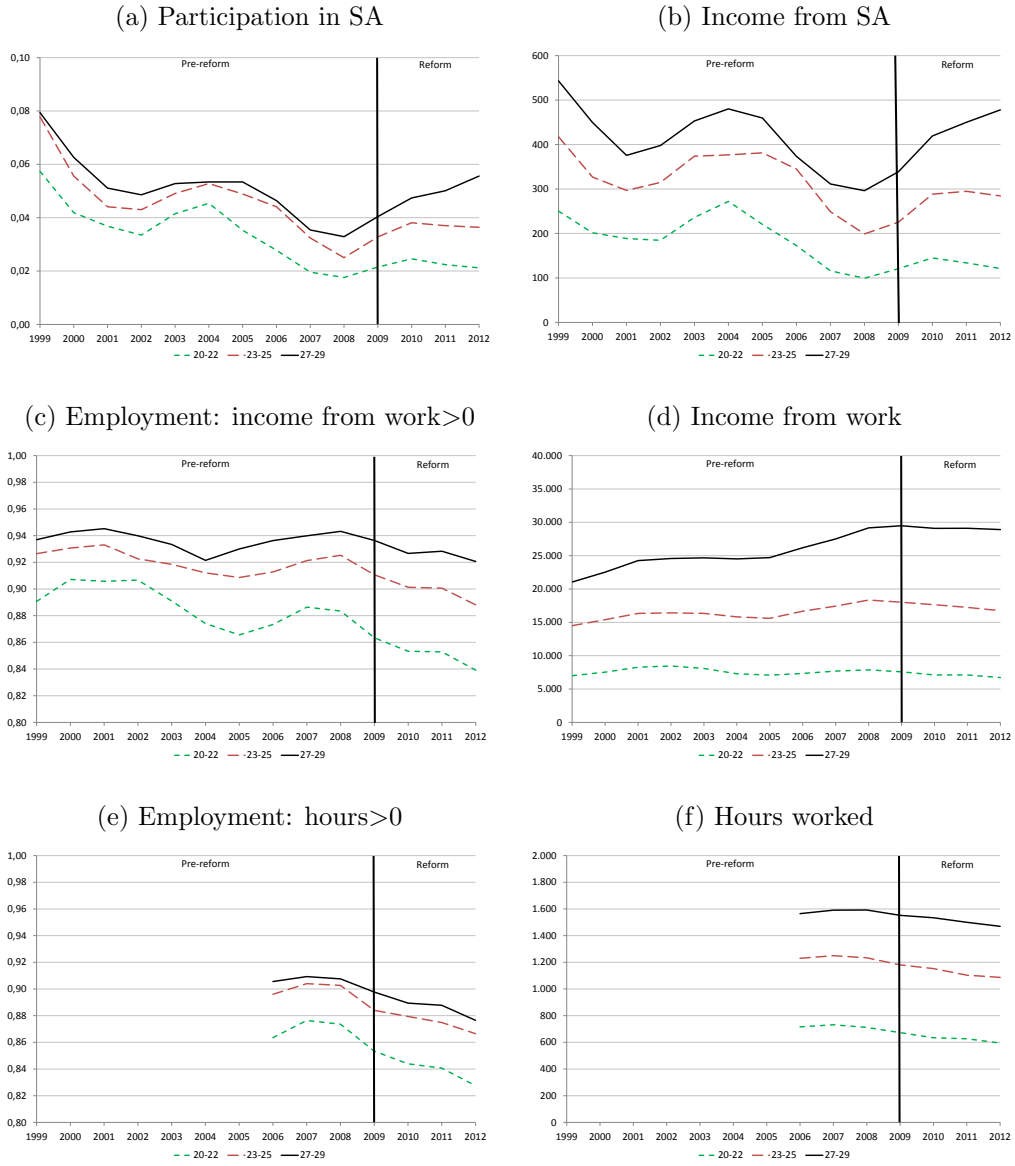 (a) Participation in SA
0,10
0,08
0,06
0,04
0,02
0,00
Pre-reform Reform
1999 2000 2001 2002 2003 2004 2005 2006 2007 2008 2009 2010 2011 2012
20-22 -23-25 27-29
(b) Income from SA
600
500
400
300
200
100
0
Pre-reform Reform
1999 2000 2001 2002 2003 2004 2005 2006 2007 2008 2009 2010 2011 2012
20-22 -23-25 27-29
(c) Employment: income from work>0
1,00
0,98
0,96
0,94
0,92
0,90
0,88
0,86
0,84
0,82
0,80
Pre-reform Reform
1999 2000 2001 2002 2003 2004 2005 2006 2007 2008 2009 2010 2011 2012
20-22 -23-25 27-29
(d) Income from work
40.000
35.000
30.000
25.000
20.000
15.000
10.000
5.000
0
Pre-reform Reform
1999 2000 2001 2002 2003 2004 2005 2006 2007 2008 2009 2010 2011 2012
20-22 -23-25 27-29
(e) Employment: hours>0
1,00
0,98
0,96
0,94
0,92
0,90
0,88
0,86
0,84
0,82
0,80
Pre-reform Reform
1999 2000 2001 2002 2003 2004 2005 2006 2007 2008 2009 2010 2011 2012
20-22 -23-25 27-29
(f) Hours worked
2.000
1.800
1.600
1.400
1.200
1.000
800
600
400
200
0
Pre-reform Reform
1999 2000 2001 2002 2003 2004 2005 2006 2007 2008 2009 2010 2011 2012
20-22 -23-25 27-29